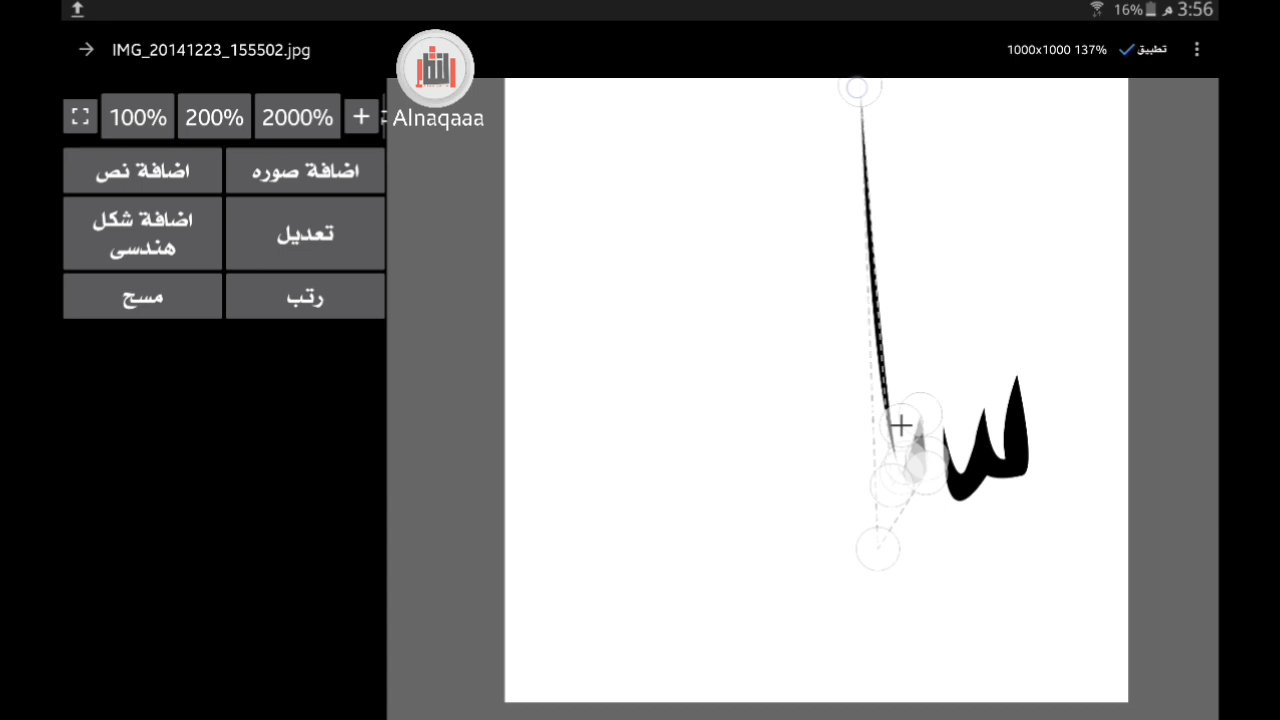 16% م 3:56
IMG_20141223_155502.jpg
1000x1000 137% تطبيق
100% 200% 2000% +
Alnaqaaa
اضافة نص
اضافة صوره
اضافة شكل
هندسى
تعديل
مسح
رتب